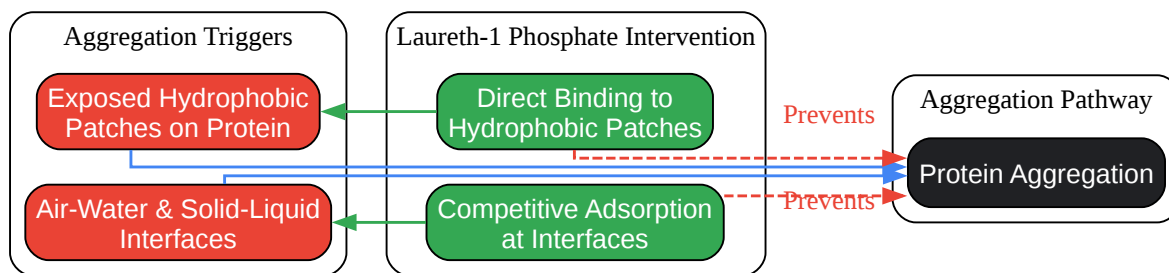 Aggregation Triggers
Exposed Hydrophobic
Patches on Protein
Air-Water & Solid-Liquid
Interfaces
Laureth-1 Phosphate Intervention
Direct Binding to
Hydrophobic Patches
Competitive Adsorption
at Interfaces
Prevents
Prevents
Aggregation Pathway
Protein Aggregation